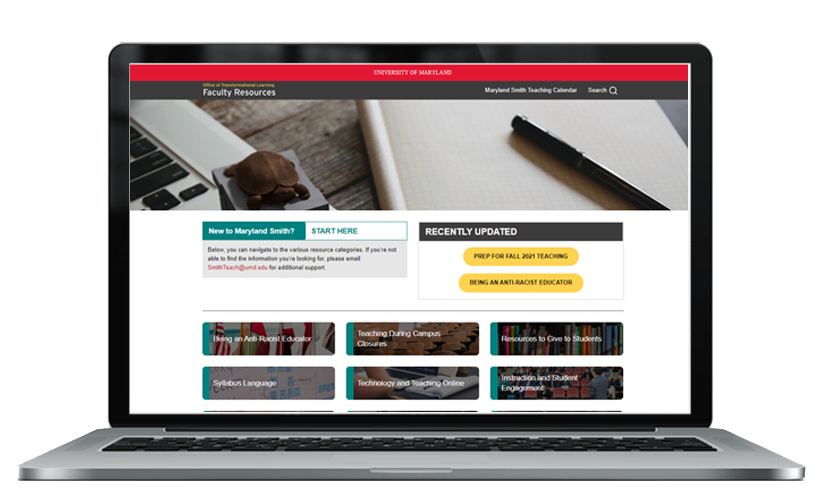 UNIVERSITY OF MARYLAND
Office of Transformational Learning
Faculty Resources
Maryland Smith Teaching Calendar
Search
New to Maryland Smith?
START HERE
Below, you can navigate to the various resource categories. If you're not
able to find the information you're looking for, please email
SmithTeach@umd.edu for additional support.
RECENTLY UPDATED
PREP FOR FALL 2021 TEACHING
BEING AN ANTI-RACIST EDUCATOR
Being an Anti-Racist Educator
Teaching During Campus
Closures
Resources to Give to Students
Syllabus Language
Technology and Teaching Online
Instruction and Student
Engagement